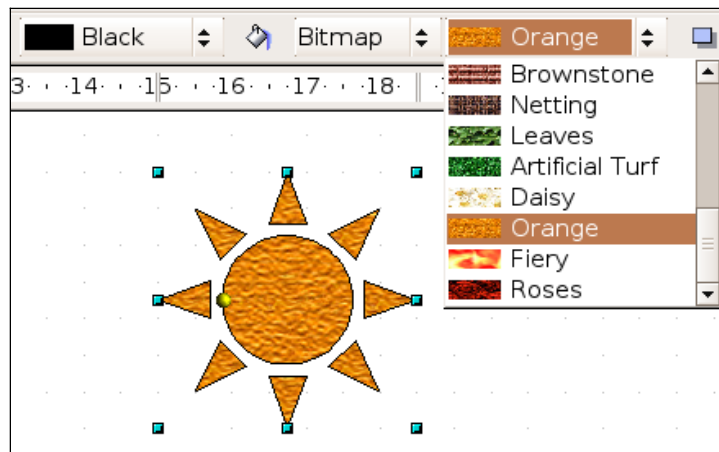 Black Bitmap Orange
3 · · 14 · · 15 · · 16 · · 17 · · 18 ·
Brownstone
Netting
Leaves
Artificial Turf
Daisy
Orange
Fiery
Roses